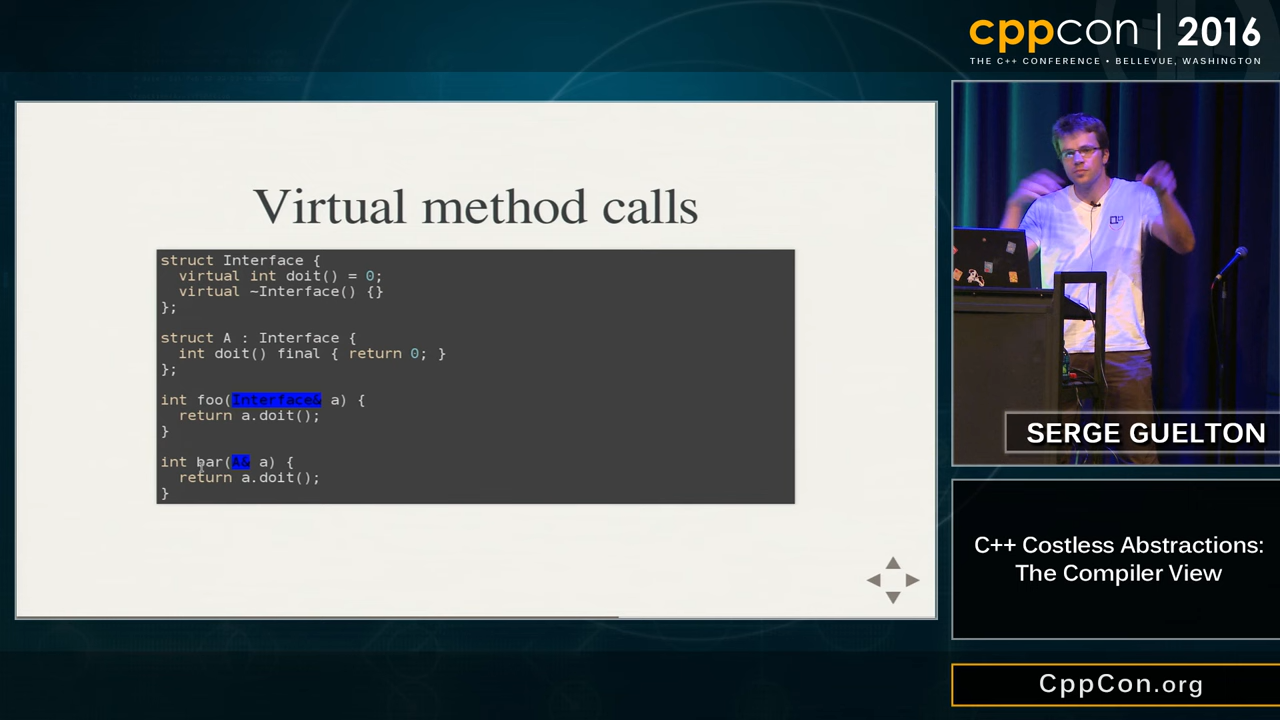 cppcon | 2016
THE C++ CONFERENCE • BELLEVUE, WASHINGTON
Virtual method calls
struct Interface {
  virtual int doit() = 0;
  virtual ~Interface() {}
};
struct A : Interface {
  int doit() final { return 0; }
};
int foo(Interface& a) {
  return a.doit();
}
int bar(A& a) {
  return a.doit();
}
SERGE GUELTON
C++ Costless Abstractions:
The Compiler View
CppCon.org